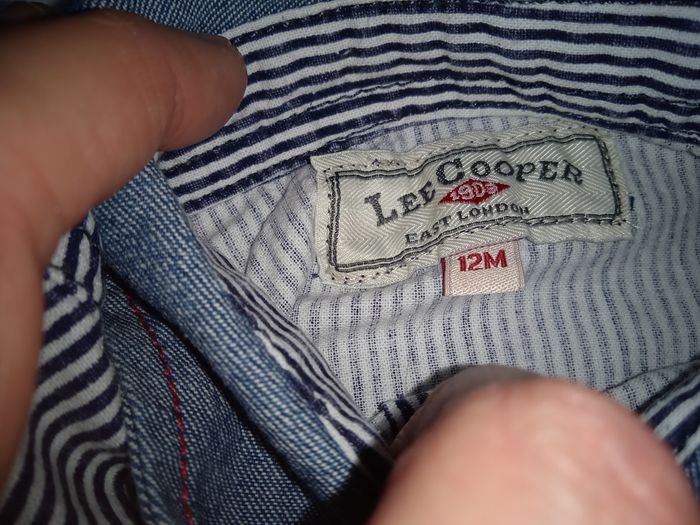 LEE COOPER
1908
EAST LONDON
12M